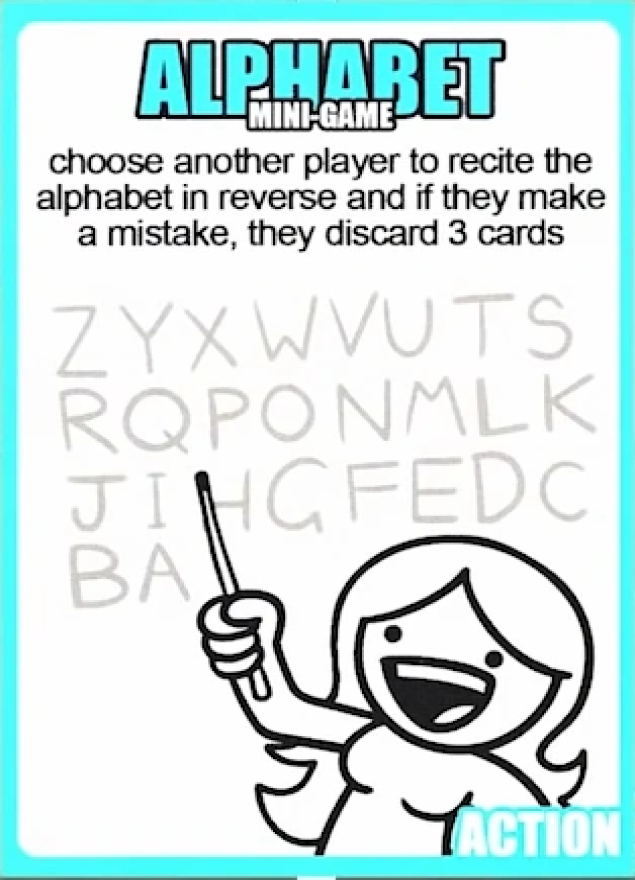 ALPHABET
MINI-GAME
choose another player to recite the
alphabet in reverse and if they make
a mistake, they discard 3 cards
ZYXWVUTS
RQPONMLK
JIHGFEDC
BA
ACTION